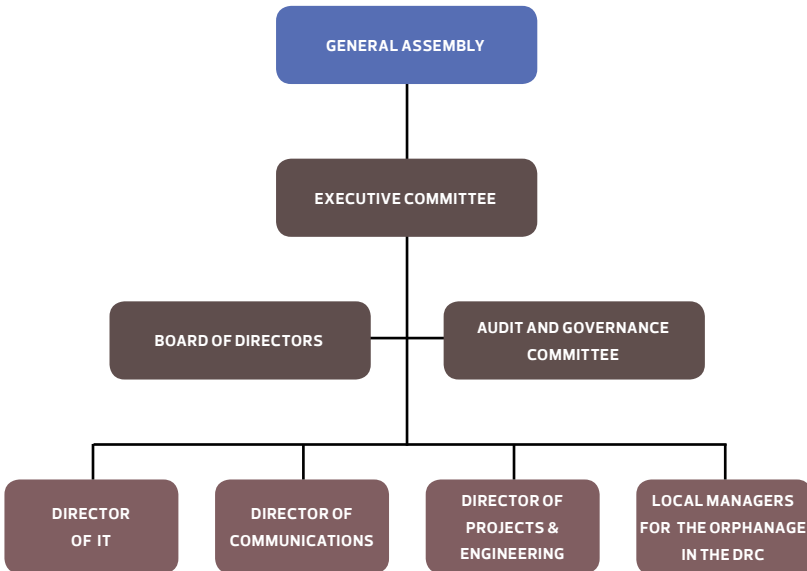 GENERAL ASSEMBLY
EXECUTIVE COMMITTEE
BOARD OF DIRECTORS
AUDIT AND GOVERNANCE
COMMITTEE
DIRECTOR
OF IT
DIRECTOR OF
COMMUNICATIONS
DIRECTOR OF
PROJECTS &
ENGINEERING
LOCAL MANAGERS
FOR THE ORPHANAGE
IN THE DRC